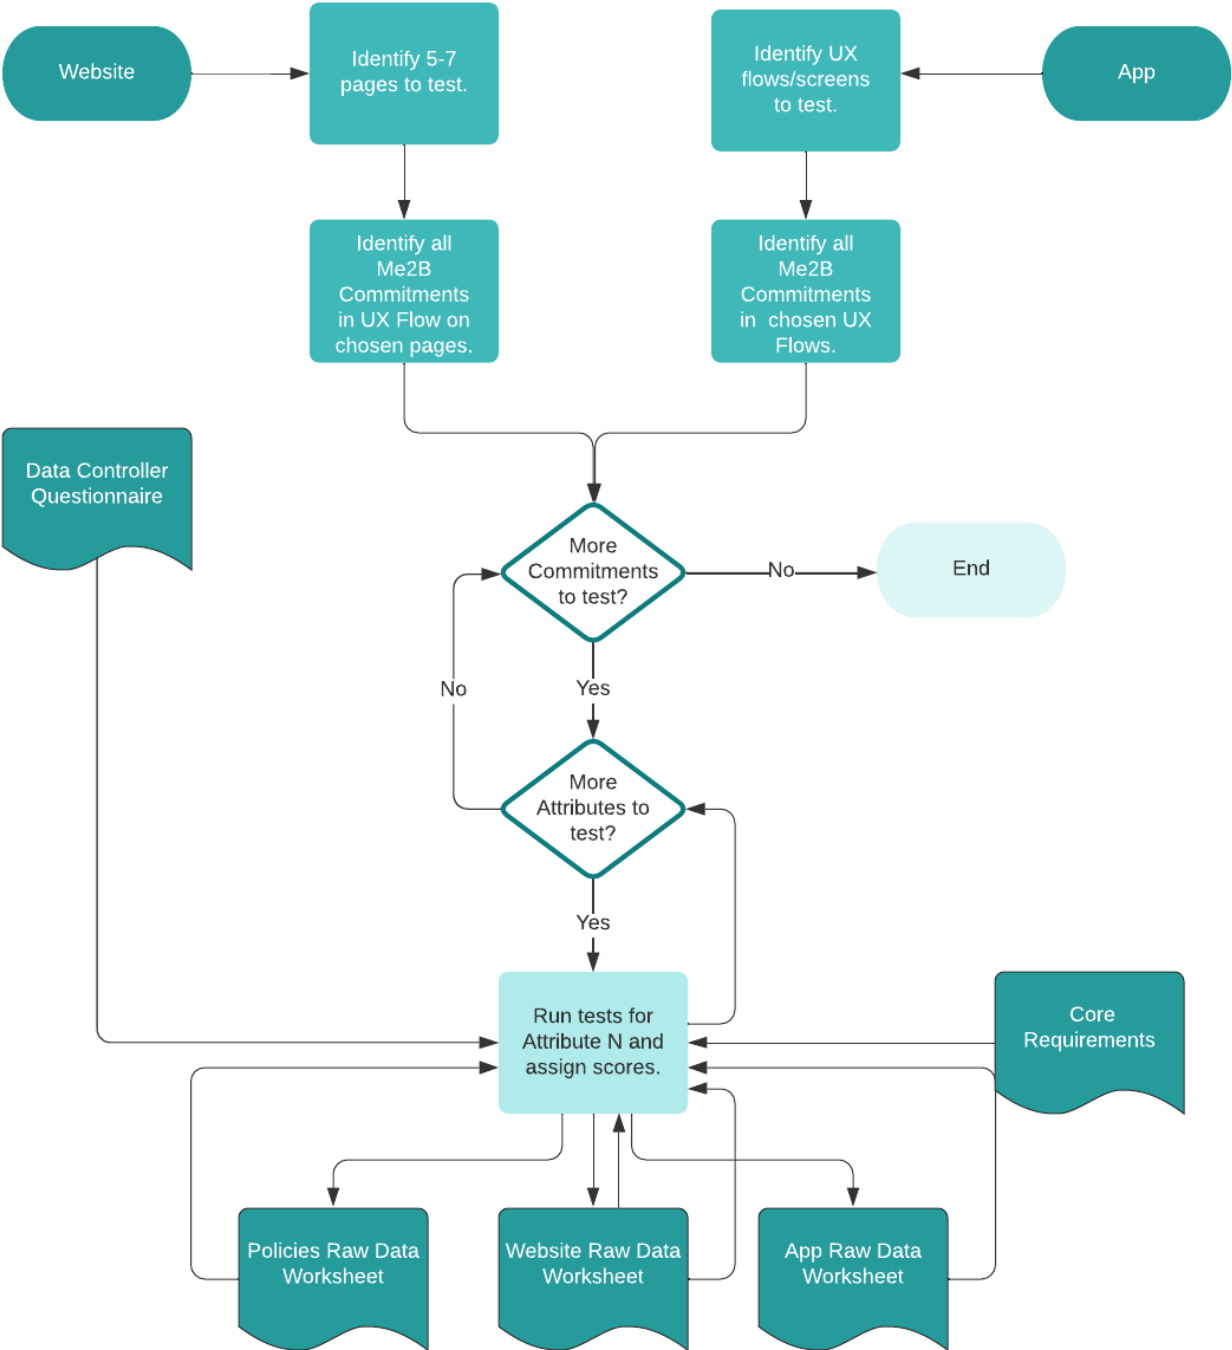 Website
Identify 5-7
pages to test.
Identify UX
flows/screens
to test.
App
Identify all
Me2B
Commitments
in UX Flow on
chosen pages.
Identify all
Me2B
Commitments
in chosen UX
Flows.
Data Controller
Questionnaire
More
Commitments
to test?
No
End
No
Yes
More
Attributes to
test?
Yes
Run tests for
Attribute N and
assign scores.
Core
Requirements
Policies Raw Data
Worksheet
Website Raw Data
Worksheet
App Raw Data
Worksheet